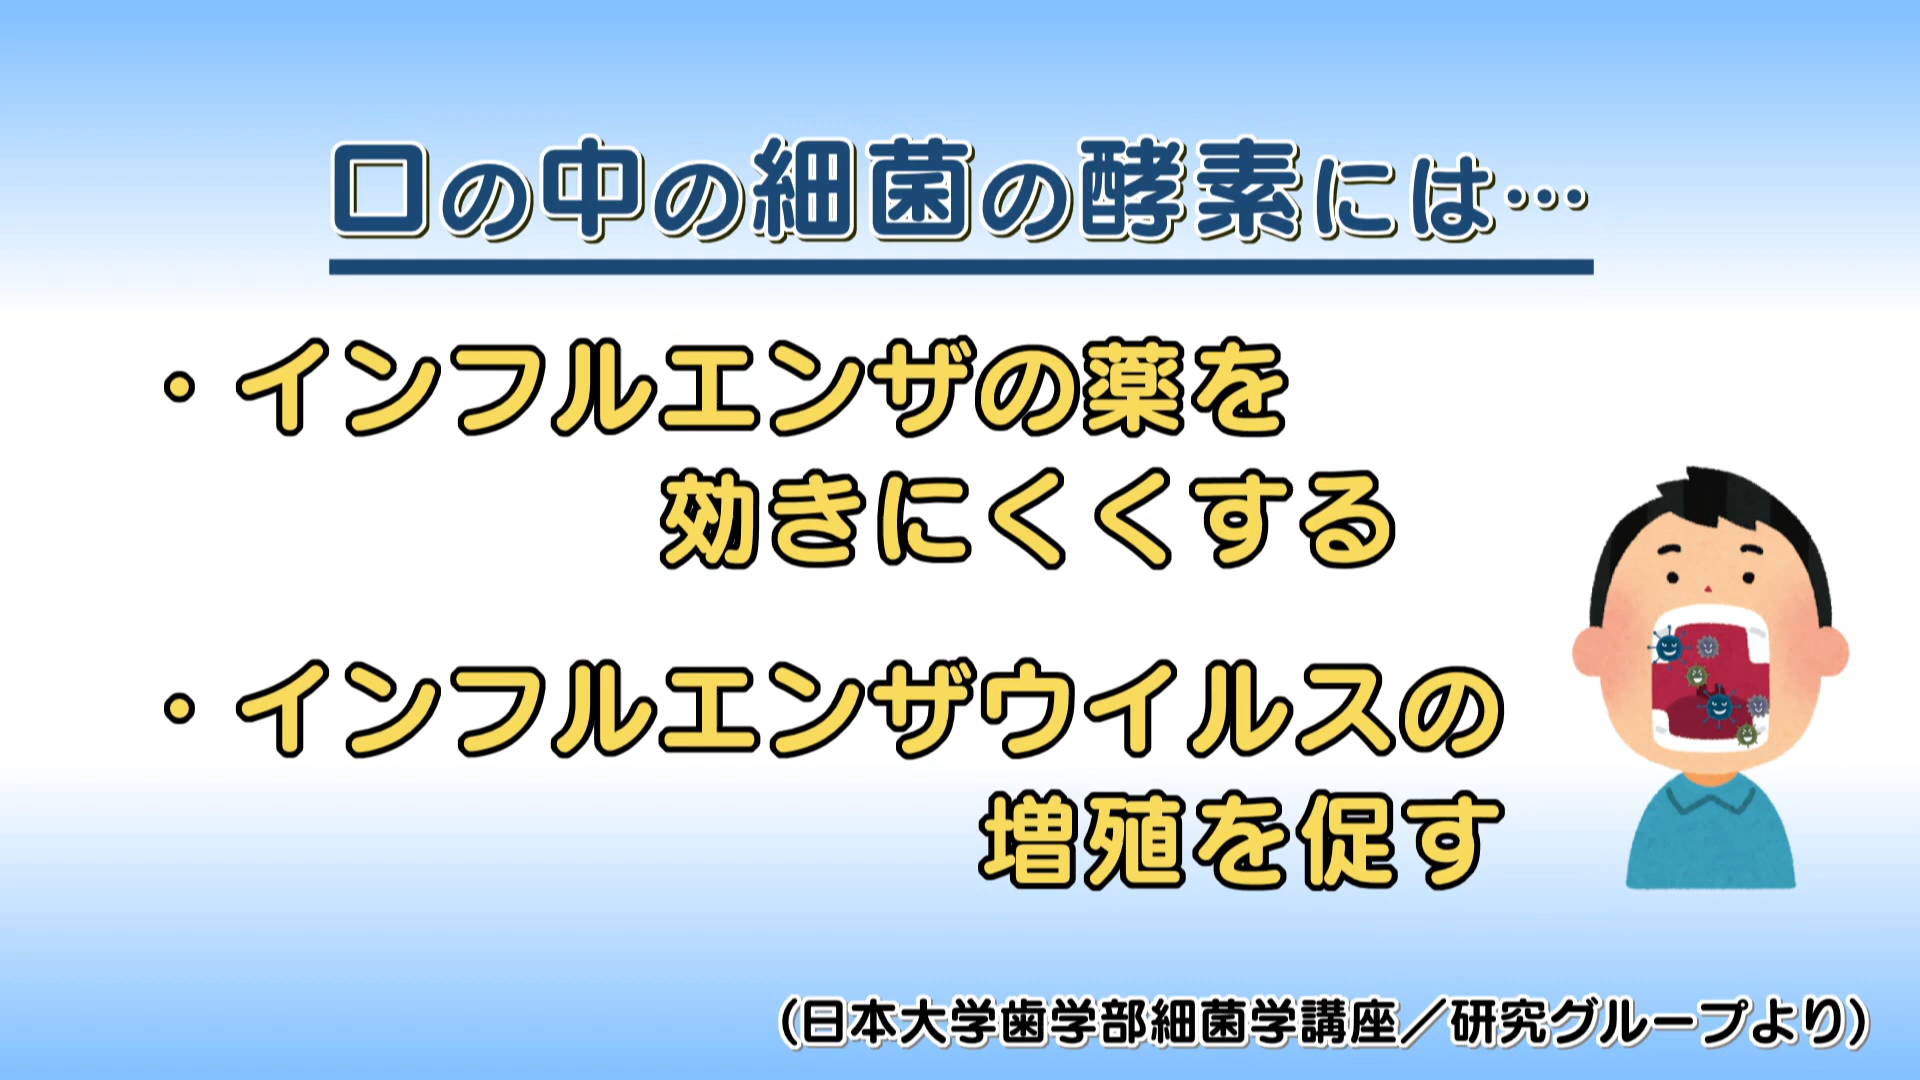 口の中の細菌の酵素には…
・インフルエンザの薬を
効きにくくする
・インフルエンザウイルスの
増殖を促す
(日本大学歯学部細菌学講座／研究グループより)